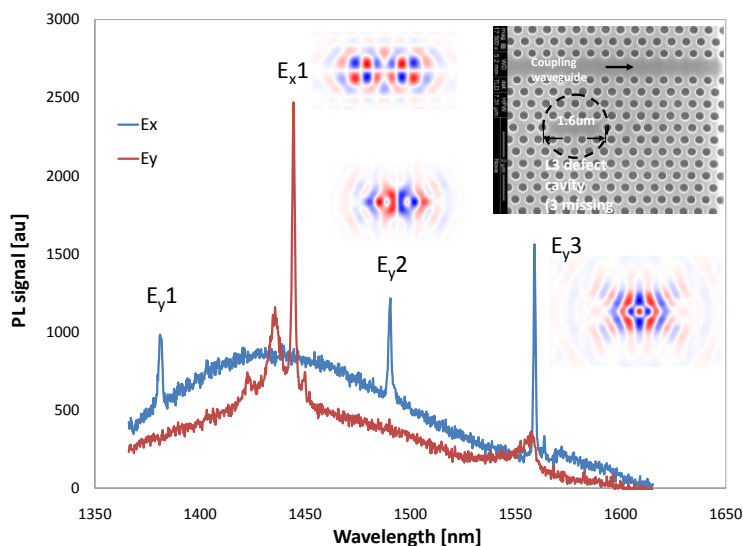 3000
2500
2000
1500
1000
500
0
PL signal [au]
1350
1400
1450
1500
1550
1600
1650
Wavelength [nm]
Ex
Ey
Ey1
Ex1
Ey2
Ey3
Coupling
waveguide
1.6um
L3 defect
cavity
(3 missing